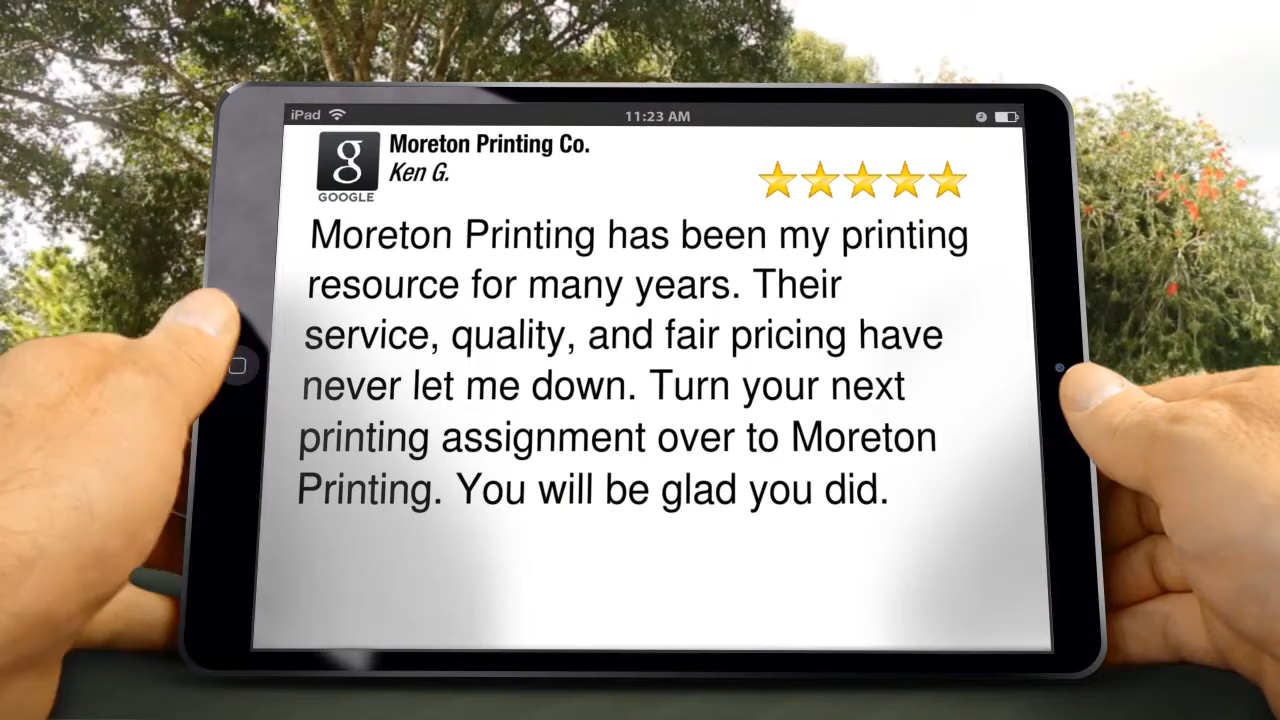 iPad 11:23 AM
g
GOOGLE
Moreton Printing Co.
Ken G.
Moreton Printing has been my printing
resource for many years. Their
service, quality, and fair pricing have
never let me down. Turn your next
printing assignment over to Moreton
Printing. You will be glad you did.